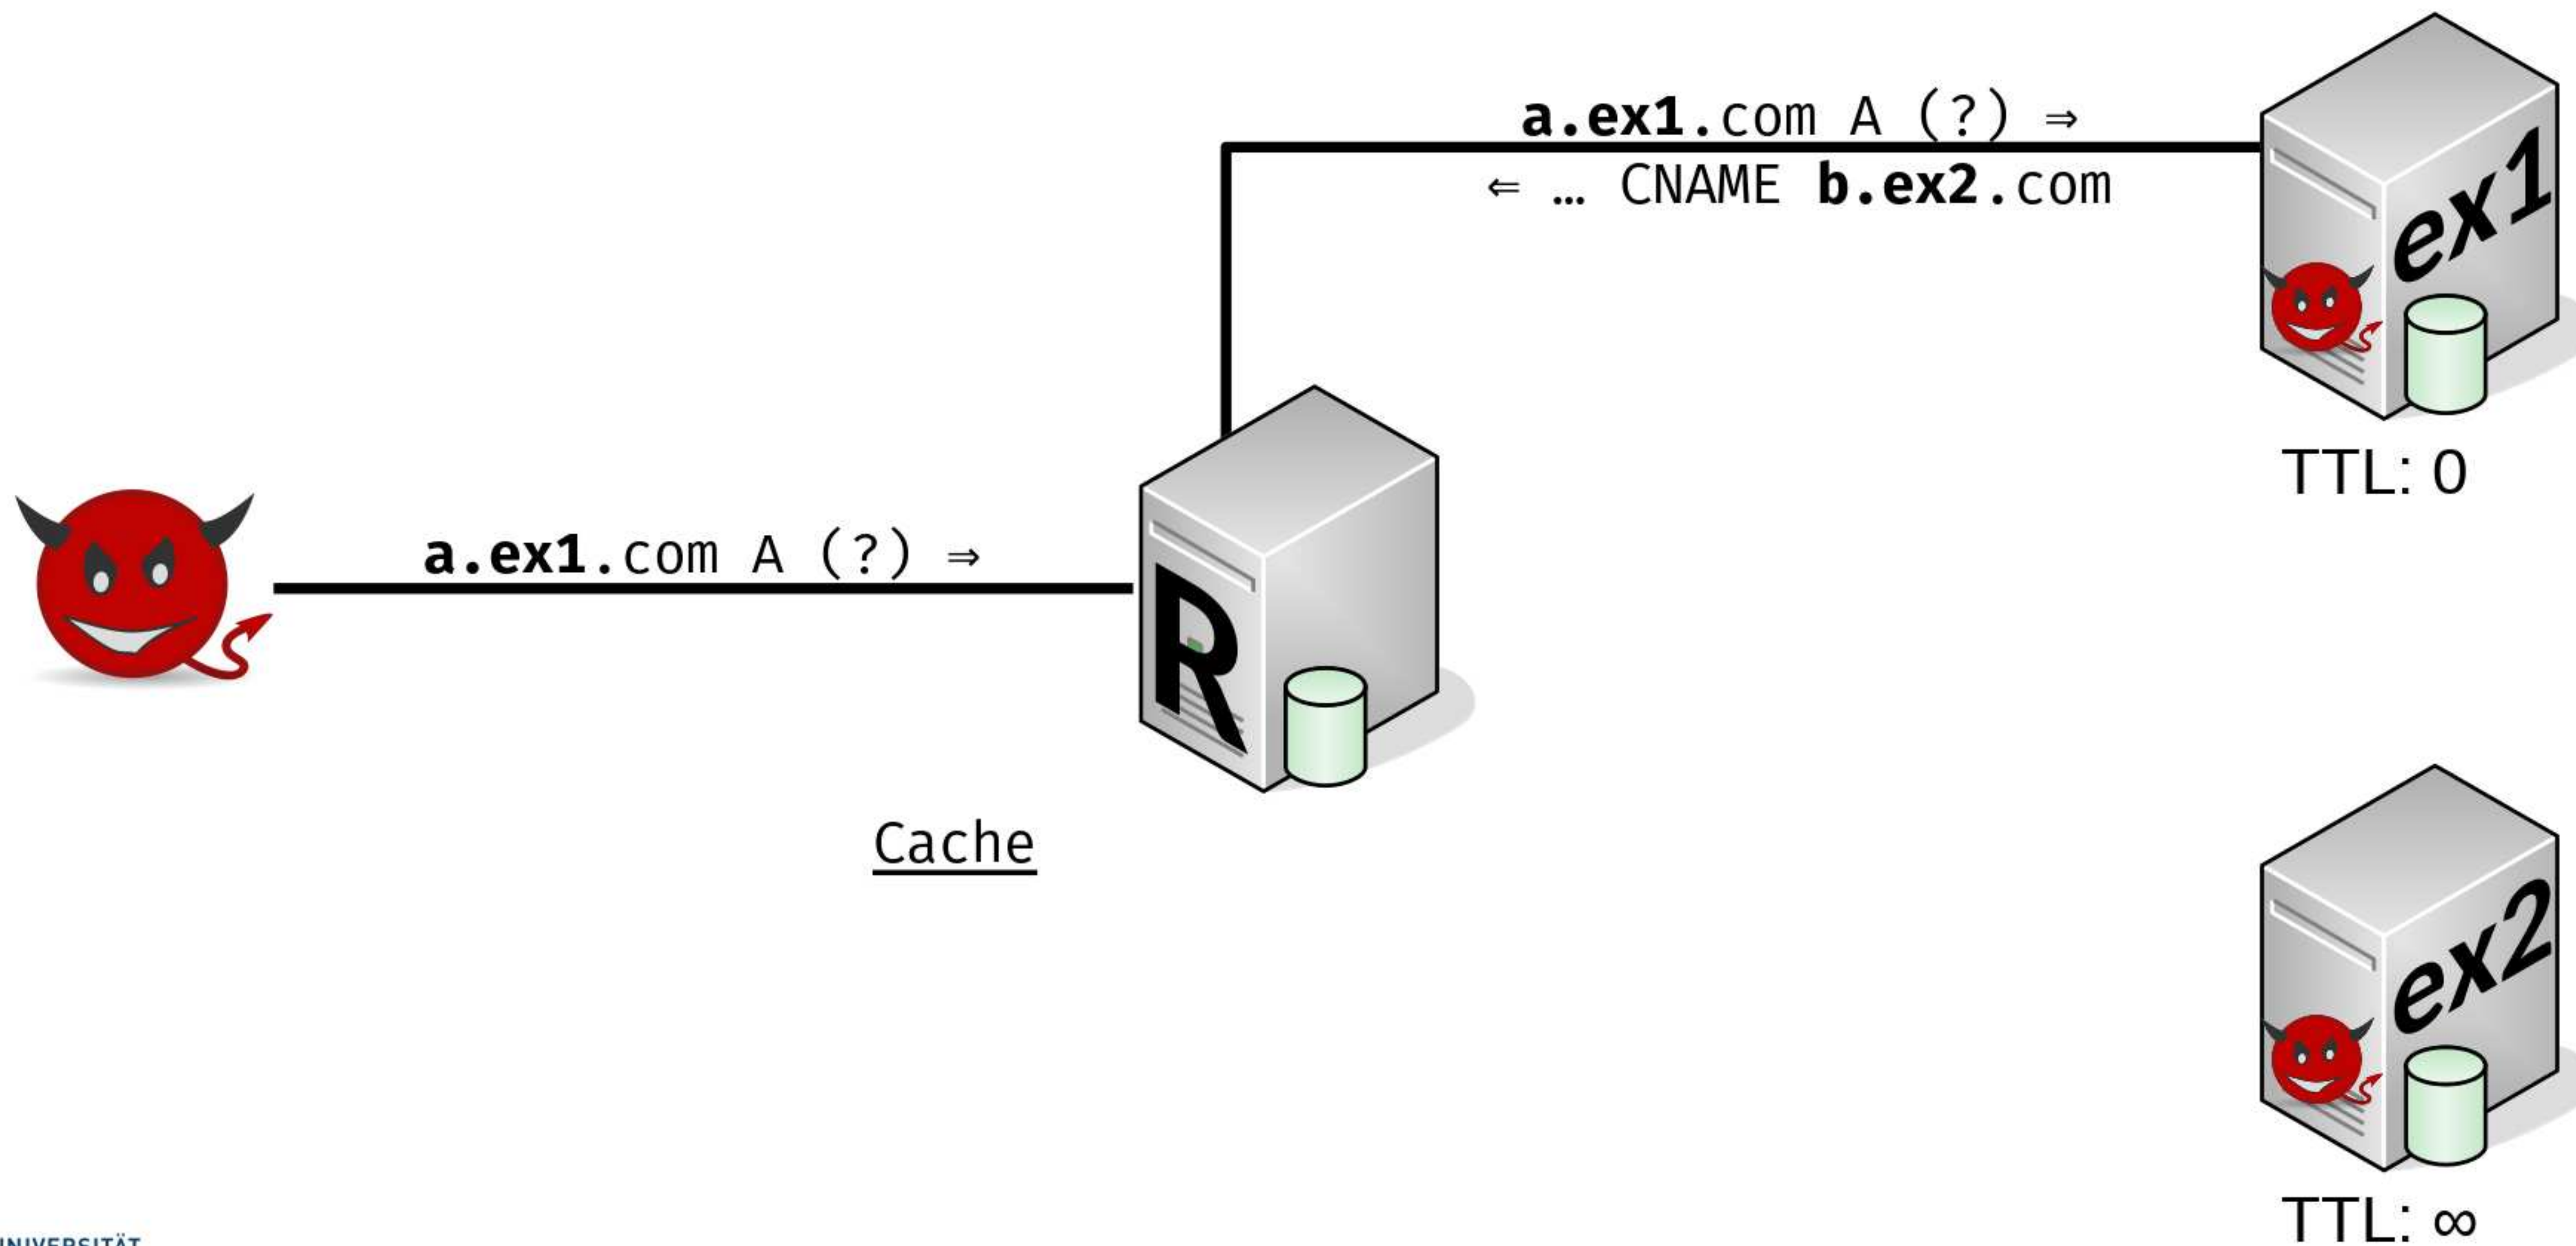 a.ex1.com A (?) ⇒
⇐ … CNAME b.ex2.com
ex1
TTL: 0
a.ex1.com A (?) ⇒
R
Cache
ex2
TTL: ∞